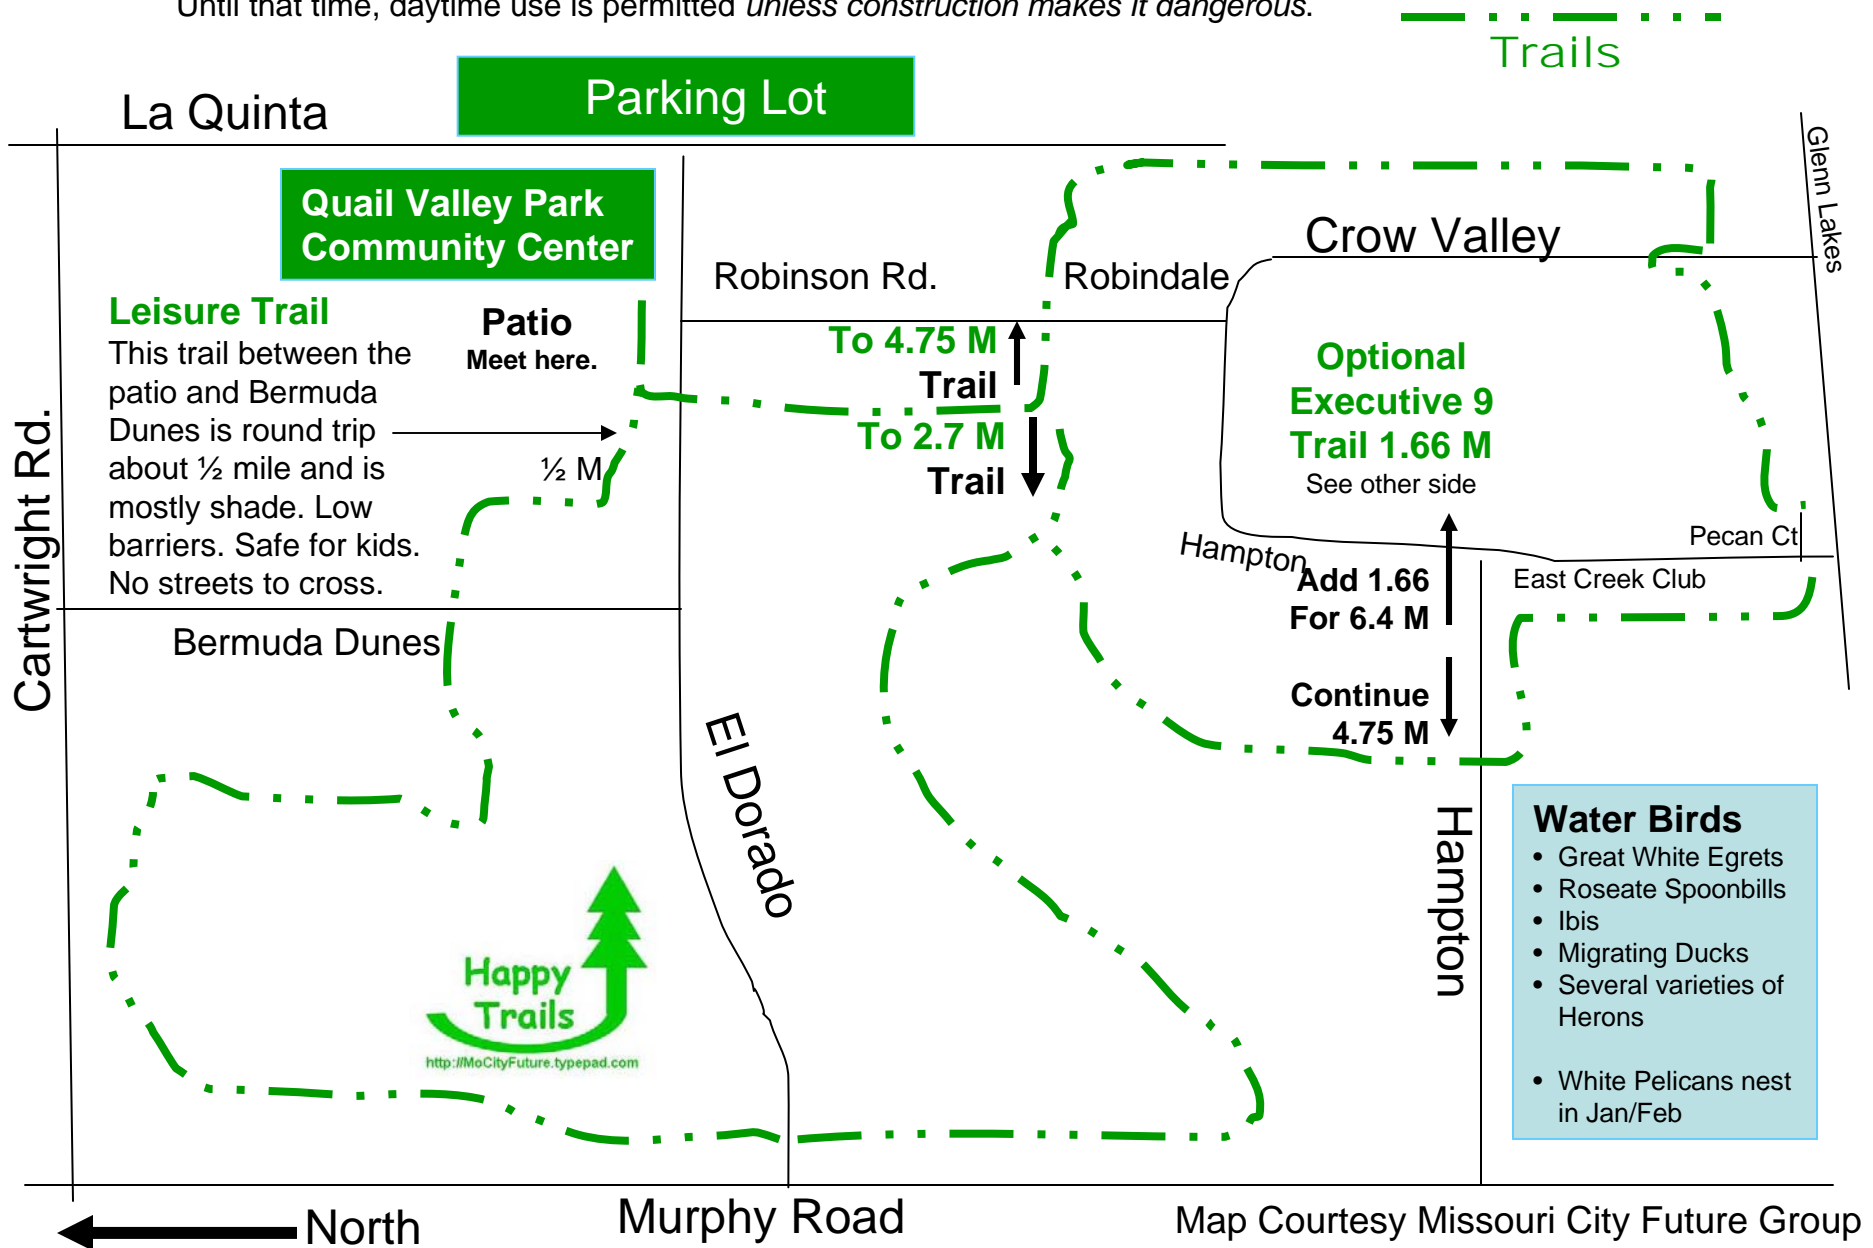 Until that time, daytime use is permitted unless construction makes it dangerous.
Trails
La Quinta
Parking Lot
Glenn Lakes
Quail Valley Park
Community Center
Crow Valley
Robinson Rd.
Robindale
Leisure Trail
This trail between the
patio and Bermuda
Dunes is round trip
about ½ mile and is
mostly shade. Low
barriers. Safe for kids.
No streets to cross.
Patio
Meet here.
½ M
To 4.75 M
Trail
To 2.7 M
Trail
Optional
Executive 9
Trail 1.66 M
See other side
Cartwright Rd.
Hampton
Pecan Ct
East Creek Club
Add 1.66
For 6.4 M
Bermuda Dunes
Continue
4.75 M
El Dorado
Hampton
Water Birds
• Great White Egrets
• Roseate Spoonbills
• Ibis
• Migrating Ducks
• Several varieties of
Herons
• White Pelicans nest
in Jan/Feb
Happy
Trails
http://MoCityFuture.typepad.com
North
Murphy Road
Map Courtesy Missouri City Future Group